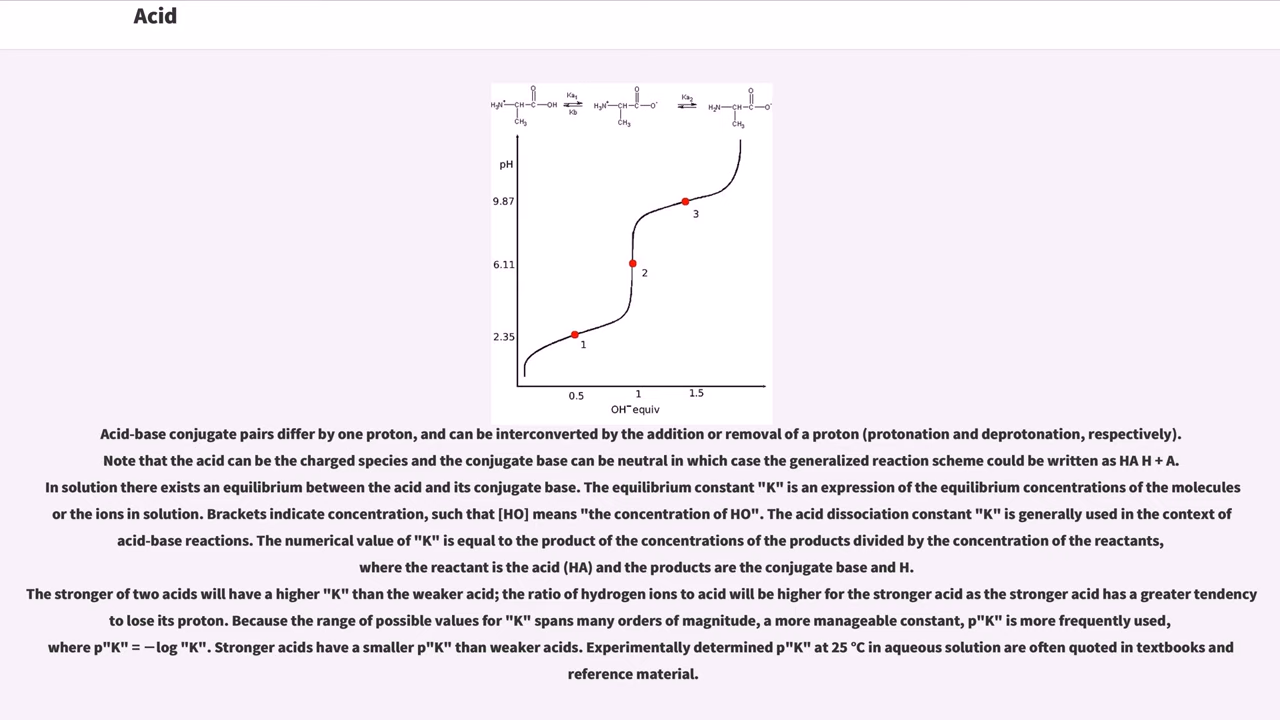 Acid
O O O
Ka₁ Ka₂
H₃N⁺—CH—C—OH H₃N⁺—CH—C—O⁻ H₂N—CH—C—O⁻
Kb
CH₃ CH₃ CH₃
pH
9.87
3
6.11
2
2.35
1
0.5 1 1.5
OH⁻ equiv
Acid-base conjugate pairs differ by one proton, and can be interconverted by the addition or removal of a proton (protonation and deprotonation, respectively).
Note that the acid can be the charged species and the conjugate base can be neutral in which case the generalized reaction scheme could be written as HA H + A.
In solution there exists an equilibrium between the acid and its conjugate base. The equilibrium constant "K" is an expression of the equilibrium concentrations of the molecules
or the ions in solution. Brackets indicate concentration, such that [HO] means "the concentration of HO". The acid dissociation constant "K" is generally used in the context of
acid-base reactions. The numerical value of "K" is equal to the product of the concentrations of the products divided by the concentration of the reactants,
where the reactant is the acid (HA) and the products are the conjugate base and H.
The stronger of two acids will have a higher "K" than the weaker acid; the ratio of hydrogen ions to acid will be higher for the stronger acid as the stronger acid has a greater tendency
to lose its proton. Because the range of possible values for "K" spans many orders of magnitude, a more manageable constant, p"K" is more frequently used,
where p"K" = −log "K". Stronger acids have a smaller p"K" than weaker acids. Experimentally determined p"K" at 25 °C in aqueous solution are often quoted in textbooks and
reference material.